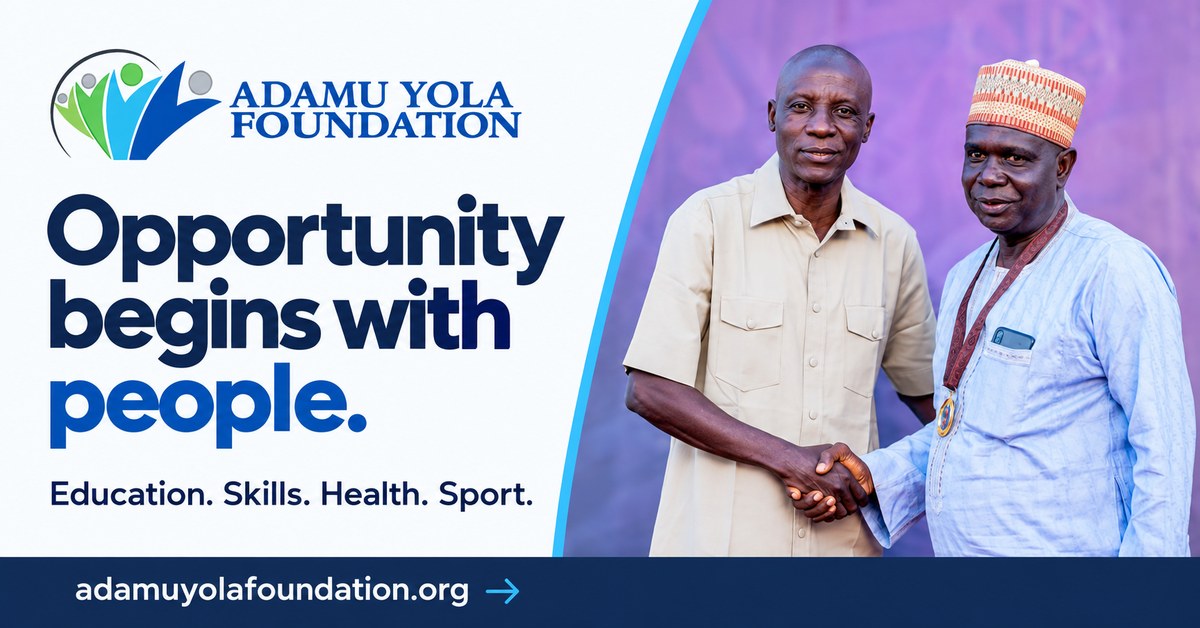 ADAMU YOLA
FOUNDATION
Opportunity
begins with
people.
Education. Skills. Health. Sport.
adamuyolafoundation.org